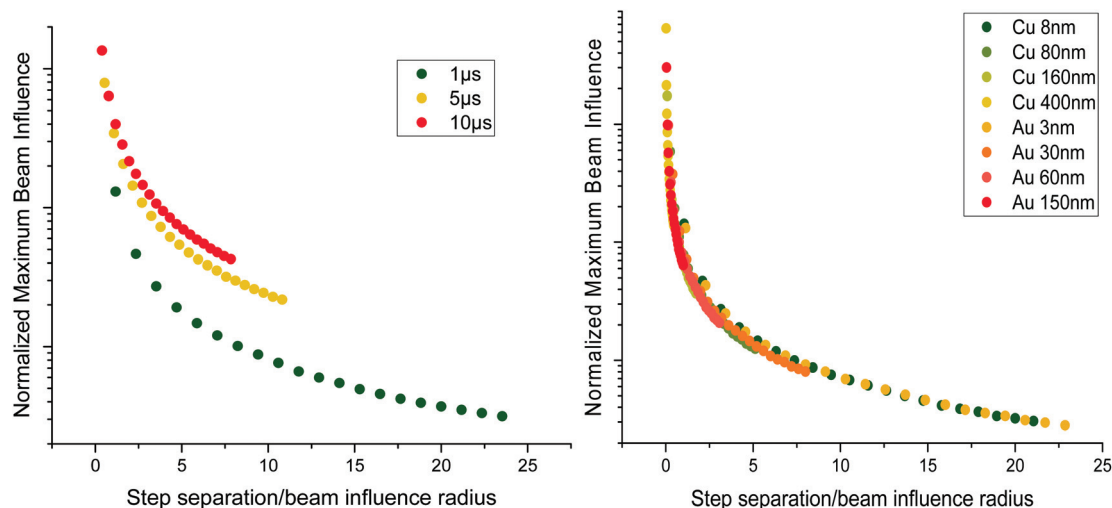 Normalized Maximum Beam Influence
1µs
5µs
10µs
0 5 10 15 20 25
Step separation/beam influence radius
Normalized Maximum Beam Influence
Cu 8nm
Cu 80nm
Cu 160nm
Cu 400nm
Au 3nm
Au 30nm
Au 60nm
Au 150nm
0 5 10 15 20 25
Step separation/beam influence radius